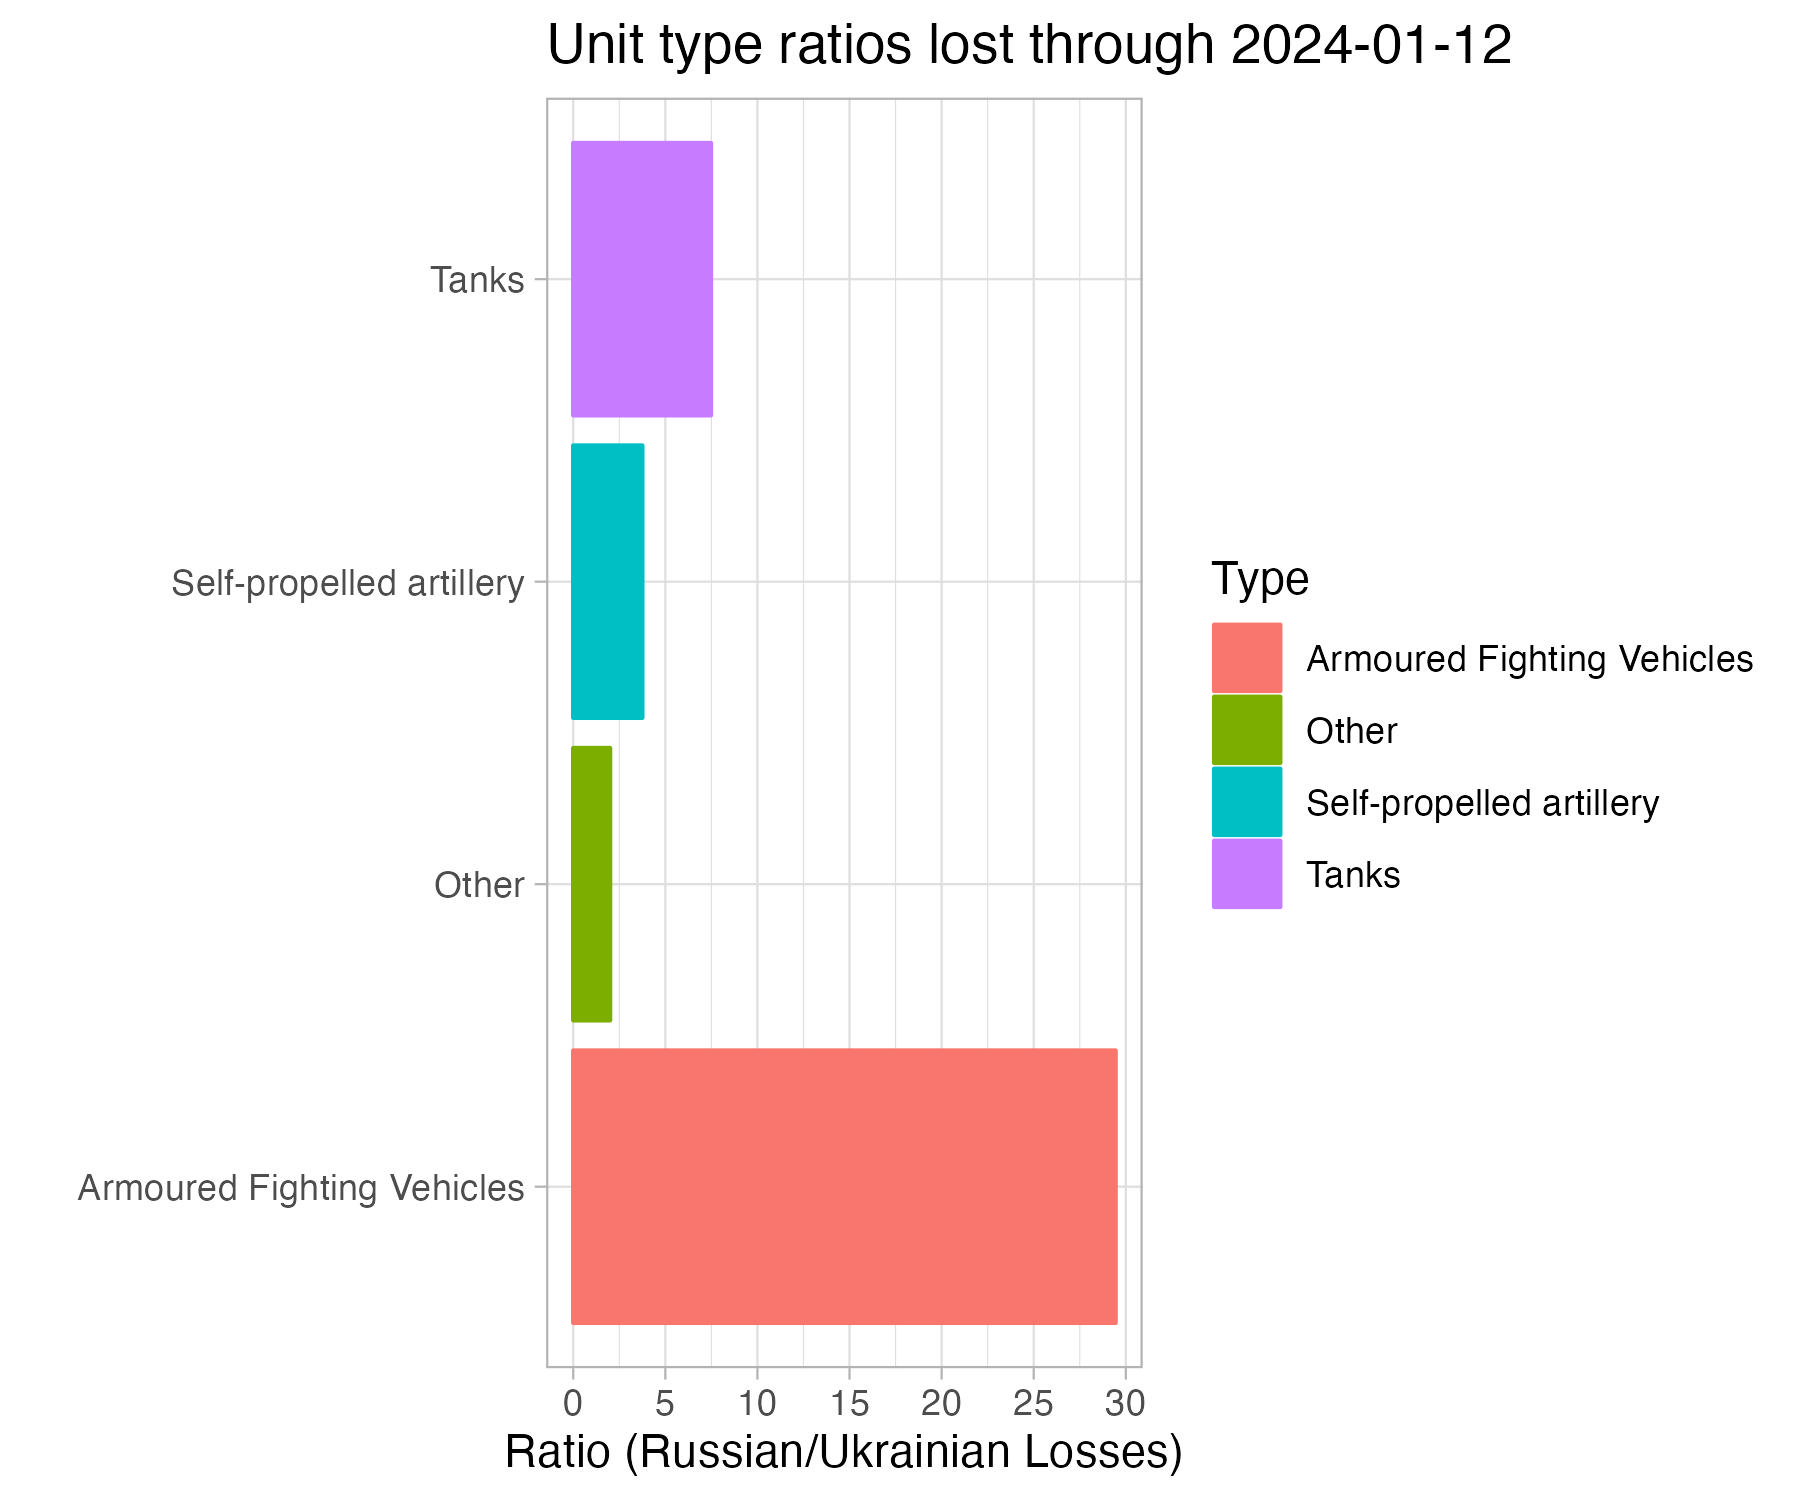 Unit type ratios lost through 2024-01-12
Tanks
Self-propelled artillery
Other
Armoured Fighting Vehicles
0 5 10 15 20 25 30
Ratio (Russian/Ukrainian Losses)
Type
Armoured Fighting Vehicles
Other
Self-propelled artillery
Tanks